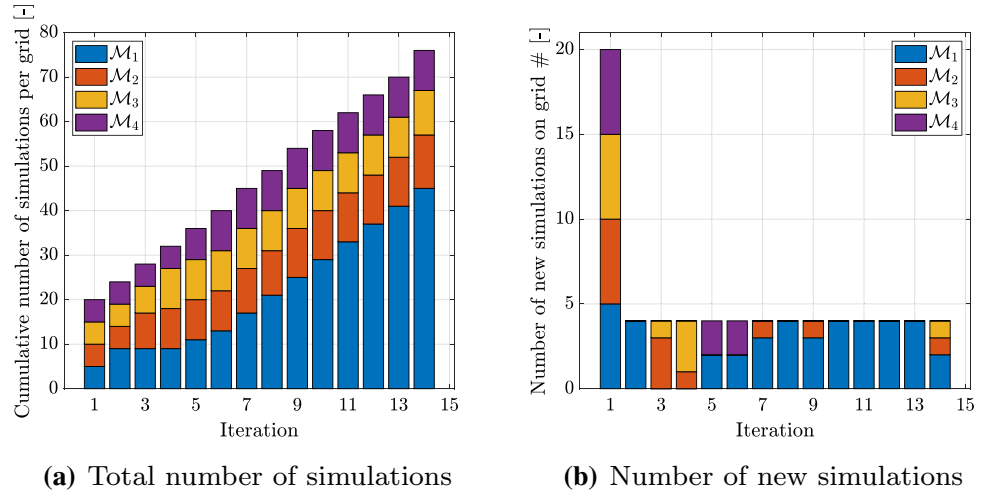 Cumulative number of simulations per grid [-]
80
70
60
50
40
30
20
10
0
ℳ₁
ℳ₂
ℳ₃
ℳ₄
1 3 5 7 9 11 13 15
Iteration
(a) Total number of simulations
Number of new simulations on grid # [-]
20
15
10
5
0
ℳ₁
ℳ₂
ℳ₃
ℳ₄
1 3 5 7 9 11 13 15
Iteration
(b) Number of new simulations